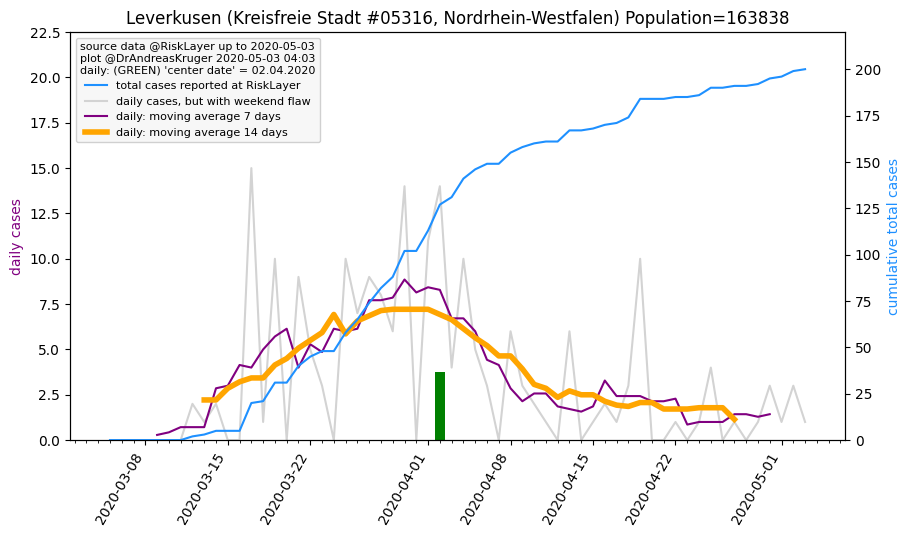 Leverkusen (Kreisfreie Stadt #05316, Nordrhein-Westfalen) Population=163838
source data @RiskLayer up to 2020-05-03
plot @DrAndreasKruger 2020-05-03 04:03
daily: (GREEN) 'center date' = 02.04.2020
total cases reported at RiskLayer
daily cases, but with weekend flaw
daily: moving average 7 days
daily: moving average 14 days
daily cases
22.5
20.0
17.5
15.0
12.5
10.0
7.5
5.0
2.5
0.0
cumulative total cases
200
175
150
125
100
75
50
25
0
2020-03-08
2020-03-15
2020-03-22
2020-04-01
2020-04-08
2020-04-15
2020-04-22
2020-05-01